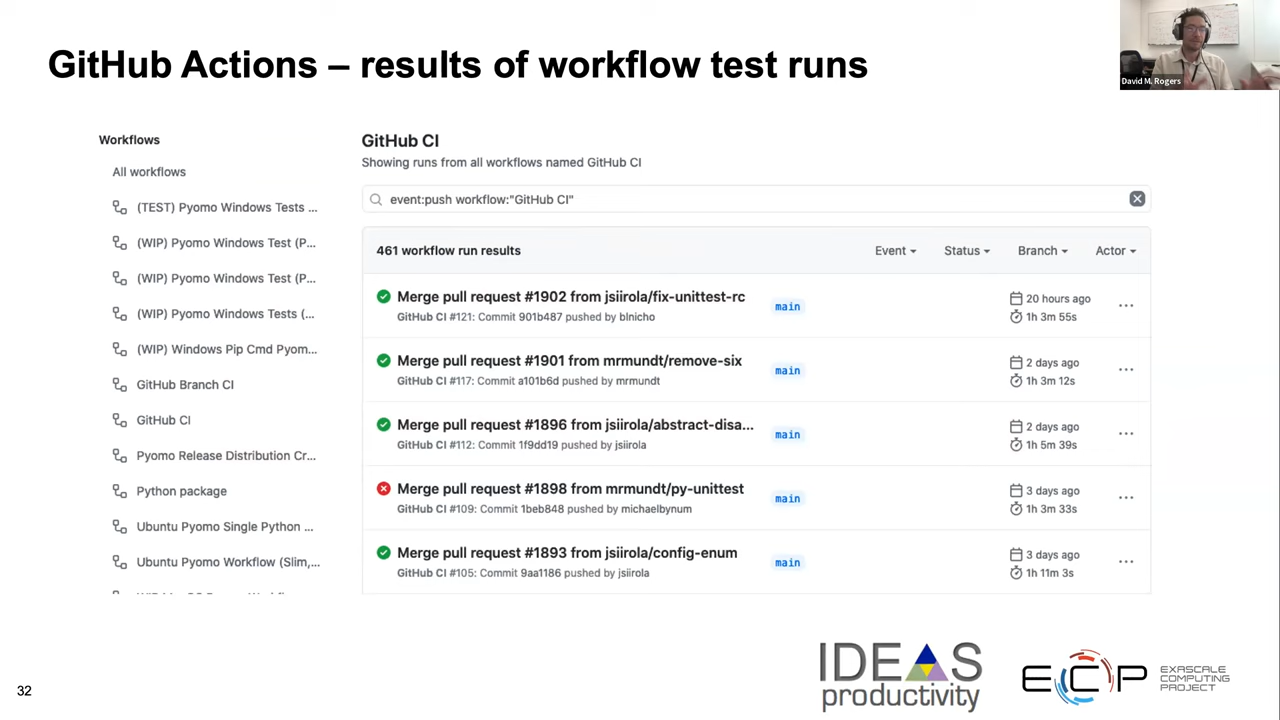 GitHub Actions – results of workflow test runs
David M. Rogers
Workflows
All workflows
(TEST) Pyomo Windows Tests ...
(WIP) Pyomo Windows Test (P...
(WIP) Pyomo Windows Test (P...
(WIP) Pyomo Windows Tests (...
(WIP) Windows Pip Cmd Pyom...
GitHub Branch CI
GitHub CI
Pyomo Release Distribution Cr...
Python package
Ubuntu Pyomo Single Python ...
Ubuntu Pyomo Workflow (Slim,...
GitHub CI
Showing runs from all workflows named GitHub CI
event:push workflow:"GitHub CI"
461 workflow run results Event Status Branch Actor
Merge pull request #1902 from jsiirola/fix-unittest-rc main 20 hours ago
GitHub CI #121: Commit 901b487 pushed by blnicho 1h 3m 55s
Merge pull request #1901 from mrmundt/remove-six main 2 days ago
GitHub CI #117: Commit a101b6d pushed by mrmundt 1h 3m 12s
Merge pull request #1896 from jsiirola/abstract-disa... main 2 days ago
GitHub CI #112: Commit 1f9dd19 pushed by jsiirola 1h 5m 39s
Merge pull request #1898 from mrmundt/py-unittest main 3 days ago
GitHub CI #109: Commit 1beb848 pushed by michaelbynum 1h 3m 33s
Merge pull request #1893 from jsiirola/config-enum main 3 days ago
GitHub CI #105: Commit 9aa1186 pushed by jsiirola 1h 11m 3s
32
IDEAS
productivity
ECP
EXASCALE
COMPUTING
PROJECT